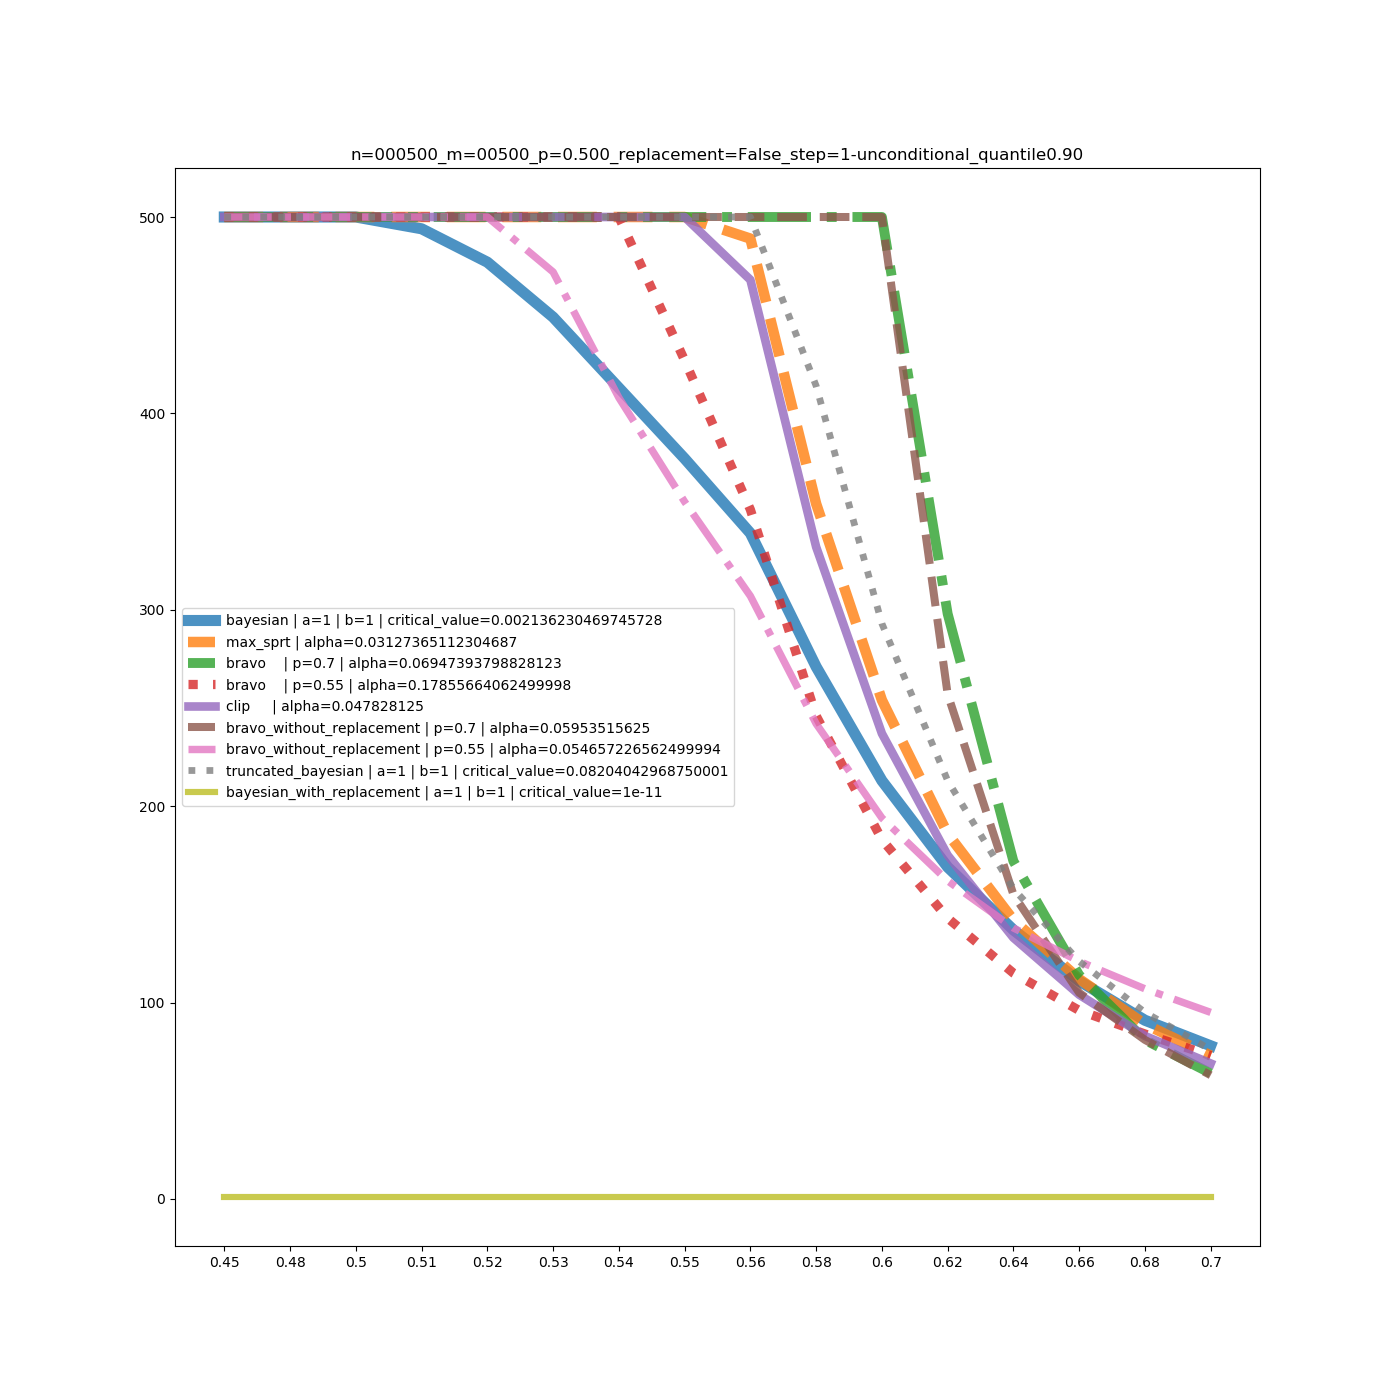 n=000500_m=00500_p=0.500_replacement=False_step=1-unconditional_quantile0.90
500
400
300
200
100
0
bayesian | a=1 | b=1 | critical_value=0.002136230469745728
max_sprt | alpha=0.03127365112304687
bravo | p=0.7 | alpha=0.06947393798828123
bravo | p=0.55 | alpha=0.17855664062499998
clip | alpha=0.047828125
bravo_without_replacement | p=0.7 | alpha=0.05953515625
bravo_without_replacement | p=0.55 | alpha=0.054657226562499994
truncated_bayesian | a=1 | b=1 | critical_value=0.08204042968750001
bayesian_with_replacement | a=1 | b=1 | critical_value=1e-11
0.45 0.48 0.5 0.51 0.52 0.53 0.54 0.55 0.56 0.58 0.6 0.62 0.64 0.66 0.68 0.7